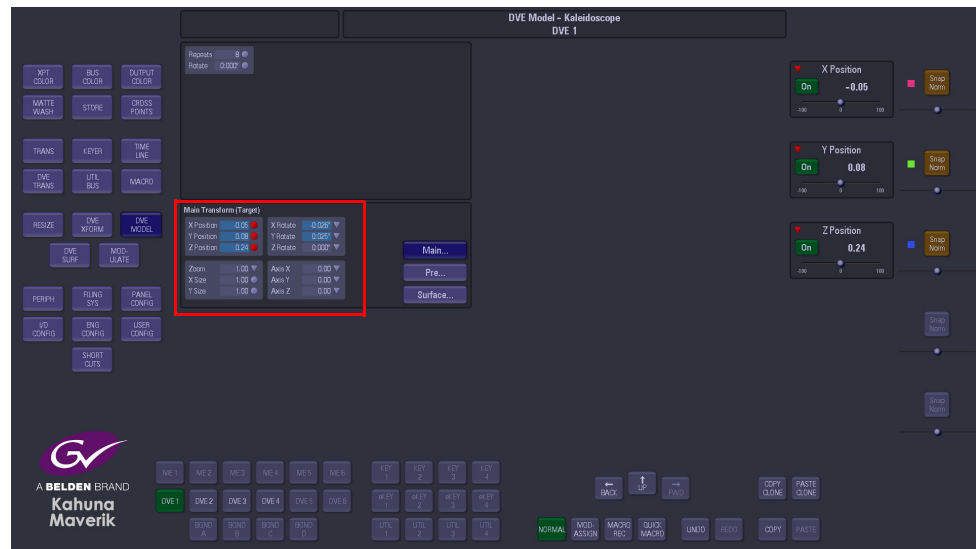 DVE Model - Kaleidoscope
DVE 1
Repeats 8
Rotate 0.000°
XPT COLOR
BUS COLOR
OUTPUT COLOR
MATTE WASH
STORE
CROSS POINTS
TRANS
KEYER
TIME LINE
DVE TRANS
UTIL BUS
MACRO
RESIZE
DVE XFORM
DVE MODEL
DVE SURF
MOD- ULATE
PERIPH
FILING SYS
PANEL CONFIG
I/O CONFIG
ENG CONFIG
USER CONFIG
SHORT CUTS
Main Transform (Target)
X Position -0.05 X Rotate -0.026°
Y Position 0.08 Y Rotate 0.025°
Z Position 0.24 Z Rotate 0.000°
Zoom 1.00 Axis X 0.00
X Size 1.00 Axis Y 0.00
Y Size 1.00 Axis Z 0.00
Main...
Pre...
Surface...
X Position
On -0.05
-100 0 100
Snap Norm
Y Position
On 0.08
-100 0 100
Snap Norm
Z Position
On 0.24
-100 0 100
Snap Norm
Snap Norm
Snap Norm
GV
A BELDEN BRAND
Kahuna
Maverik
ME 1 ME 2 ME 3 ME 4 ME 5 ME 6
DVE 1 DVE 2 DVE 3 DVE 4 DVE 5 DVE 6
BGND A BGND B BGND C BGND D
KEY 1 KEY 2 KEY 3 KEY 4
eKEY 1 eKEY 2 eKEY 3 eKEY 4
UTIL 1 UTIL 2 UTIL 3 UTIL 4
BACK UP FWD
COPY CLONE PASTE CLONE
NORMAL MOD- ASSIGN MACRO REC QUICK MACRO UNDO REDO COPY PASTE